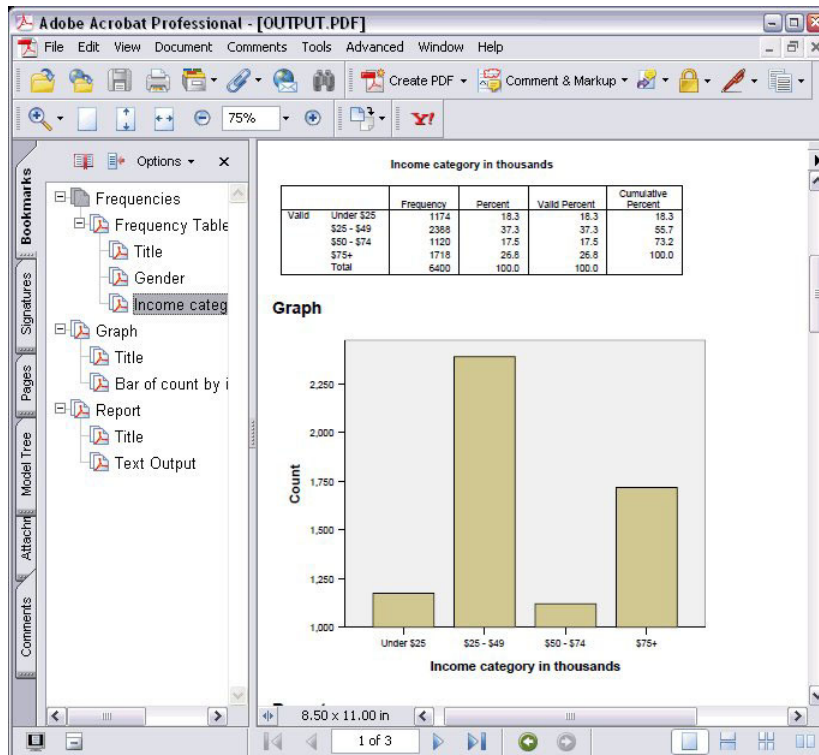 Adobe Acrobat Professional - [OUTPUT.PDF]
File Edit View Document Comments Tools Advanced Window Help
Create PDF Comment & Markup
75%
Y!
Bookmarks
Signatures
Pages
Model Tree
Attachm
Comments
Options x
Frequencies
Frequency Table
Title
Gender
Income categ
Graph
Title
Bar of count by i
Report
Title
Text Output
Income category in thousands
Frequency Percent Valid Percent Cumulative Percent
Valid Under $25 1174 18.3 18.3 18.3
$25 - $49 2388 37.3 37.3 55.7
$50 - $74 1120 17.5 17.5 73.2
$75+ 1718 26.8 26.8 100.0
Total 6400 100.0 100.0
Graph
2,250
2,000
1,750
1,500
1,250
1,000
Count
Under $25 $25 - $49 $50 - $74 $75+
Income category in thousands
8.50 x 11.00 in
1 of 3